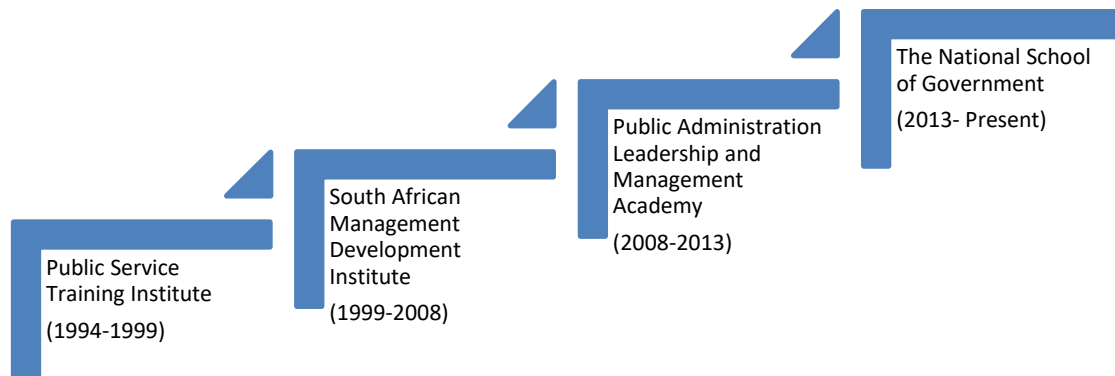 Public Service
Training Institute
(1994-1999)
South African
Management
Development
Institute
(1999-2008)
Public Administration
Leadership and
Management
Academy
(2008-2013)
The National School
of Government
(2013- Present)